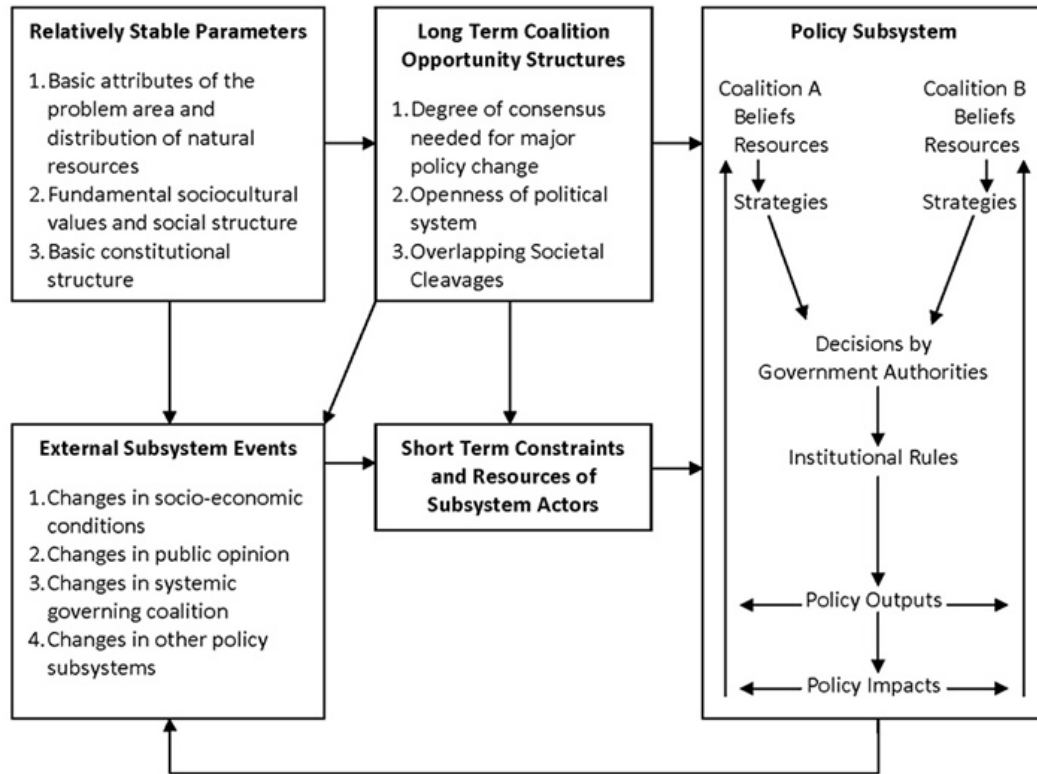 Relatively Stable Parameters
1. Basic attributes of the
problem area and
distribution of natural
resources
2. Fundamental sociocultural
values and social structure
3. Basic constitutional
structure
Long Term Coalition
Opportunity Structures
1. Degree of consensus
needed for major
policy change
2. Openness of political
system
3. Overlapping Societal
Cleavages
Policy Subsystem
Coalition A
Beliefs
Resources
Strategies
Coalition B
Beliefs
Resources
Strategies
Decisions by
Government Authorities
Institutional Rules
Policy Outputs
Policy Impacts
External Subsystem Events
1. Changes in socio-economic
conditions
2. Changes in public opinion
3. Changes in systemic
governing coalition
4. Changes in other policy
subsystems
Short Term Constraints
and Resources of
Subsystem Actors